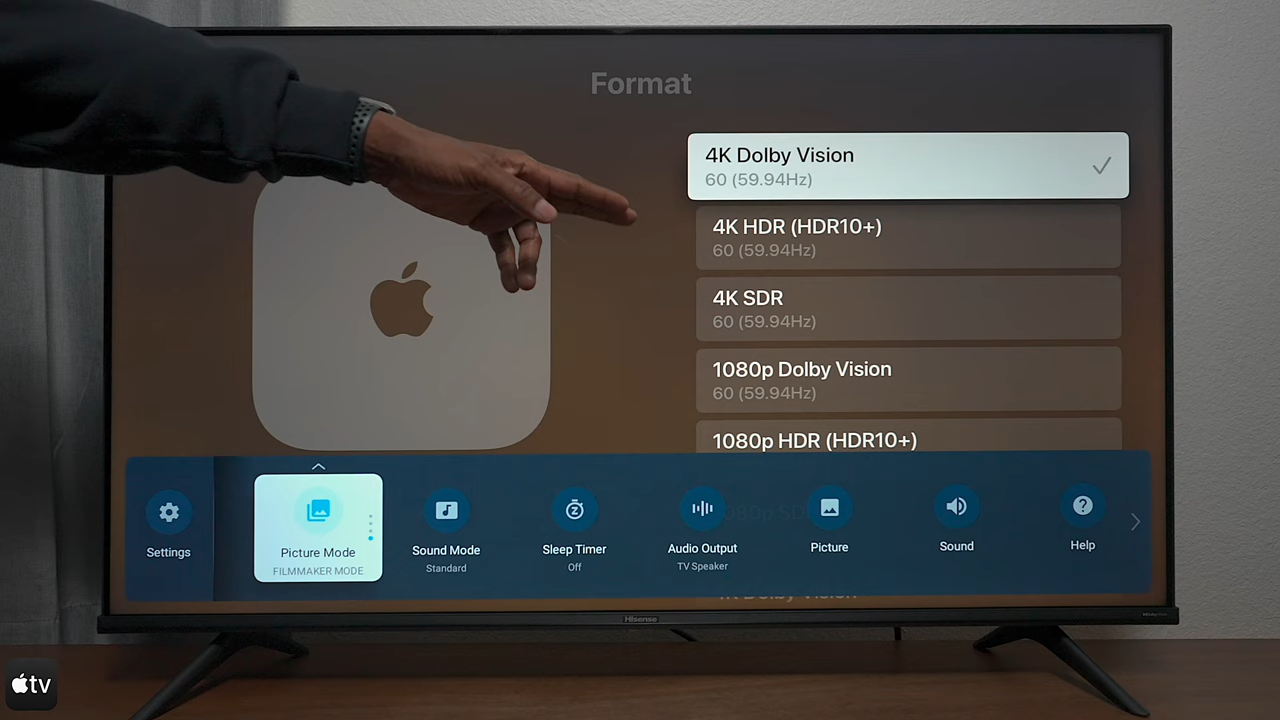 Format
4K Dolby Vision
60 (59.94Hz)
4K HDR (HDR10+)
60 (59.94Hz)
4K SDR
60 (59.94Hz)
1080p Dolby Vision
60 (59.94Hz)
1080p HDR (HDR10+)
Settings
Picture Mode
FILMMAKER MODE
Sound Mode
Standard
Sleep Timer
Off
Audio Output
TV Speaker
Picture
Sound
Help
Hisense
tv